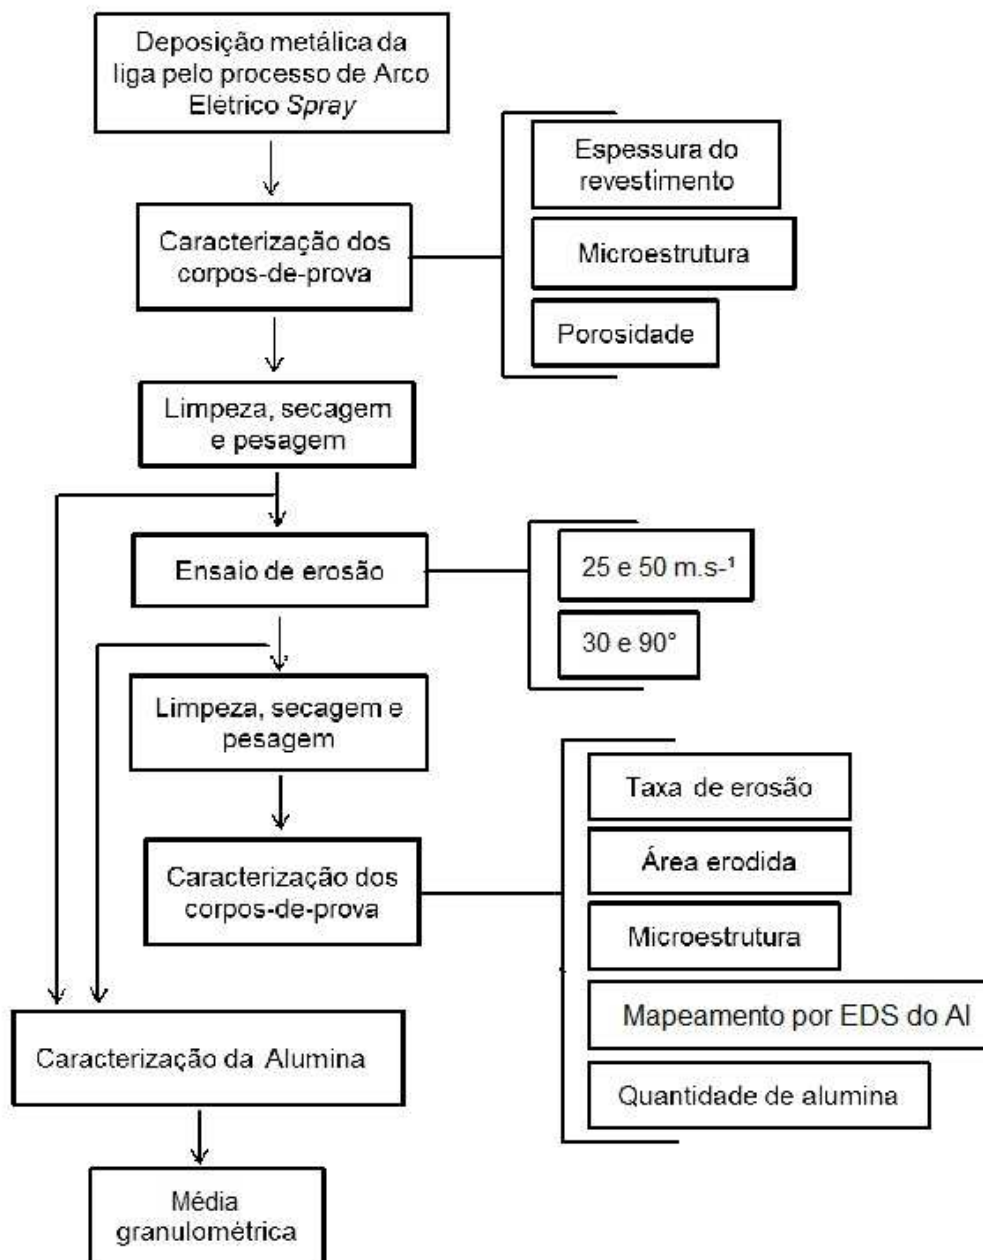 Deposição metálica da
liga pelo processo de Arco
Elétrico Spray
Caracterização dos
corpos-de-prova
Espessura do
revestimento
Microestrutura
Porosidade
Limpeza, secagem
e pesagem
Ensaio de erosão
25 e 50 m.s-¹
30 e 90°
Limpeza, secagem e
pesagem
Caracterização dos
corpos-de-prova
Taxa de erosão
Área erodida
Microestrutura
Mapeamento por EDS do Al
Quantidade de alumina
Caracterização da Alumina
Média
granulométrica